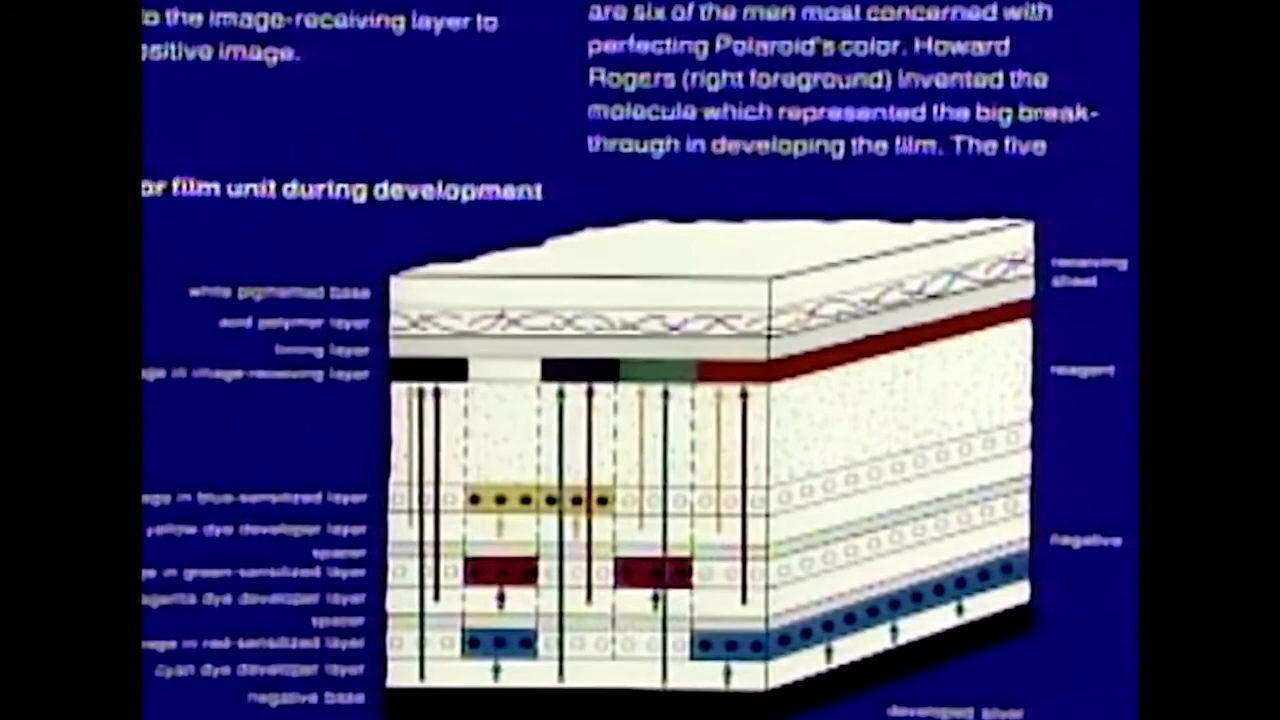 to the image-receiving layer to
sitive image.
are six of the men most concerned with
perfecting Polaroid's color. Howard
Rogers (right foreground) invented the
molecule which represented the big break-
through in developing the film. The five
or film unit during development
white pigmented base
acid polymer layer
timing layer
ge in image-receiving layer
ge in blue-sensitized layer
yellow dye developer layer
spacer
ge in green-sensitized layer
agenta dye developer layer
spacer
age in red-sensitized layer
cyan dye developer layer
negative base
receiving
sheet
reagent
negative
developed silver